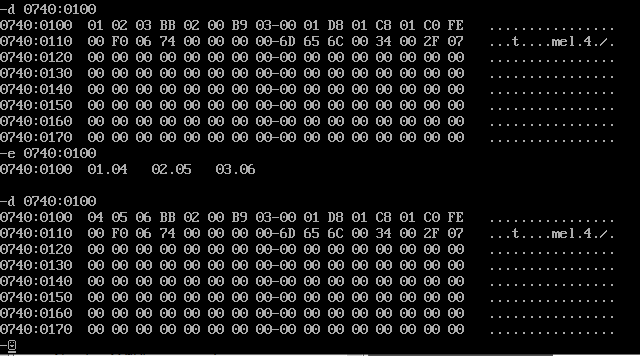 -d 0740:0100
0740:0100  01 02 03 BB 02 00 B9 03-00 01 D8 01 C8 01 C0 FE   ................
0740:0110  00 F0 06 74 00 00 00 00-6D 65 6C 00 34 00 2F 07   ...t....mel.4./.
0740:0120  00 00 00 00 00 00 00 00-00 00 00 00 00 00 00 00   ................
0740:0130  00 00 00 00 00 00 00 00-00 00 00 00 00 00 00 00   ................
0740:0140  00 00 00 00 00 00 00 00-00 00 00 00 00 00 00 00   ................
0740:0150  00 00 00 00 00 00 00 00-00 00 00 00 00 00 00 00   ................
0740:0160  00 00 00 00 00 00 00 00-00 00 00 00 00 00 00 00   ................
0740:0170  00 00 00 00 00 00 00 00-00 00 00 00 00 00 00 00   ................
-e 0740:0100
0740:0100  01.04   02.05   03.06
-d 0740:0100
0740:0100  04 05 06 BB 02 00 B9 03-00 01 D8 01 C8 01 C0 FE   ................
0740:0110  00 F0 06 74 00 00 00 00-6D 65 6C 00 34 00 2F 07   ...t....mel.4./.
0740:0120  00 00 00 00 00 00 00 00-00 00 00 00 00 00 00 00   ................
0740:0130  00 00 00 00 00 00 00 00-00 00 00 00 00 00 00 00   ................
0740:0140  00 00 00 00 00 00 00 00-00 00 00 00 00 00 00 00   ................
0740:0150  00 00 00 00 00 00 00 00-00 00 00 00 00 00 00 00   ................
0740:0160  00 00 00 00 00 00 00 00-00 00 00 00 00 00 00 00   ................
0740:0170  00 00 00 00 00 00 00 00-00 00 00 00 00 00 00 00   ................
-